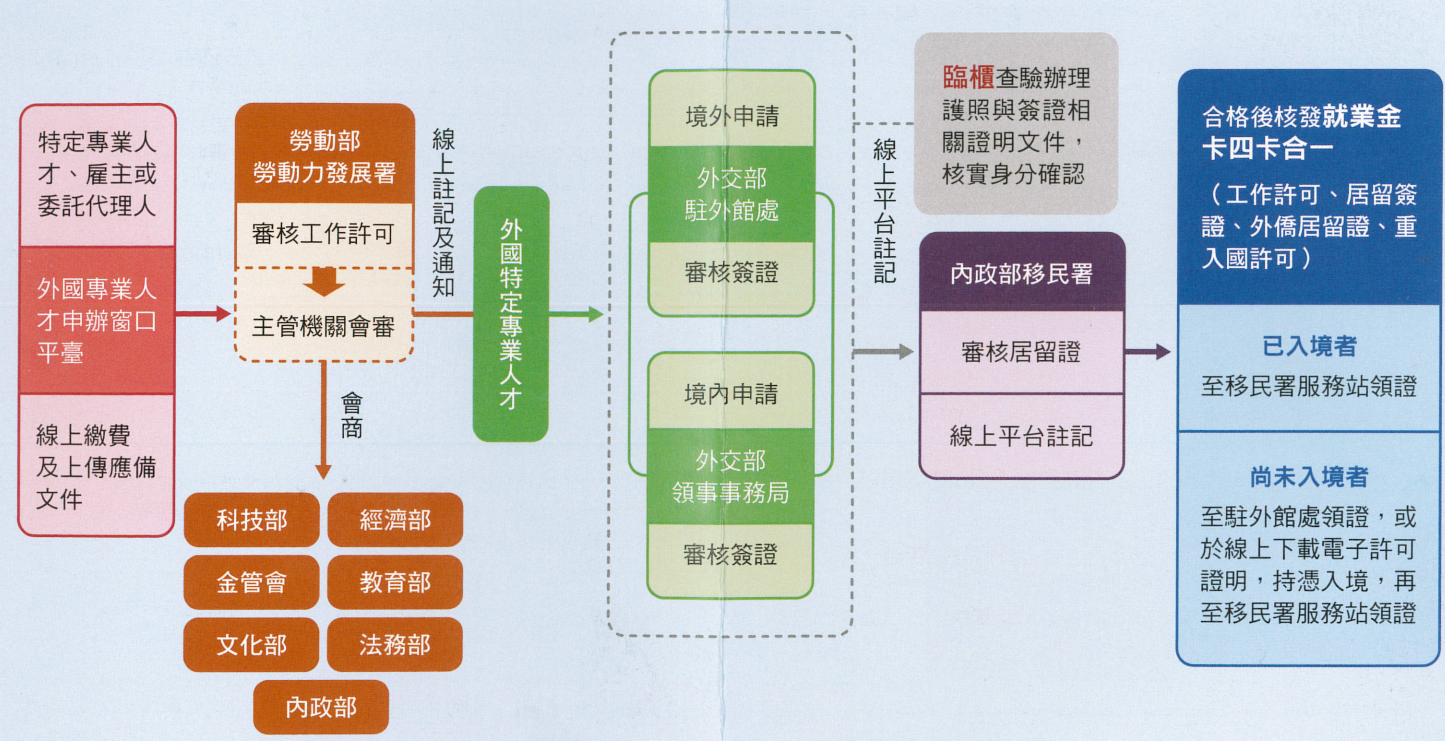 特定專業人
才、雇主或
委託代理人
外國專業人
才申辦窗口
平臺
線上繳費
及上傳應備
文件
勞動部
勞動力發展署
審核工作許可
主管機關會審
會商
科技部
經濟部
金管會
教育部
文化部
法務部
內政部
線上註記及通知
外國特定專業人才
境外申請
外交部
駐外館處
審核簽證
境內申請
外交部
領事事務局
審核簽證
臨櫃查驗辦理
護照與簽證相
關證明文件，
核實身分確認
線上平台註記
內政部移民署
審核居留證
線上平台註記
合格後核發就業金
卡四卡合一
（工作許可、居留簽
證、外僑居留證、重
入國許可）
已入境者
至移民署服務站領證
尚未入境者
至駐外館處領證，或
於線上下載電子許可
證明，持憑入境，再
至移民署服務站領證